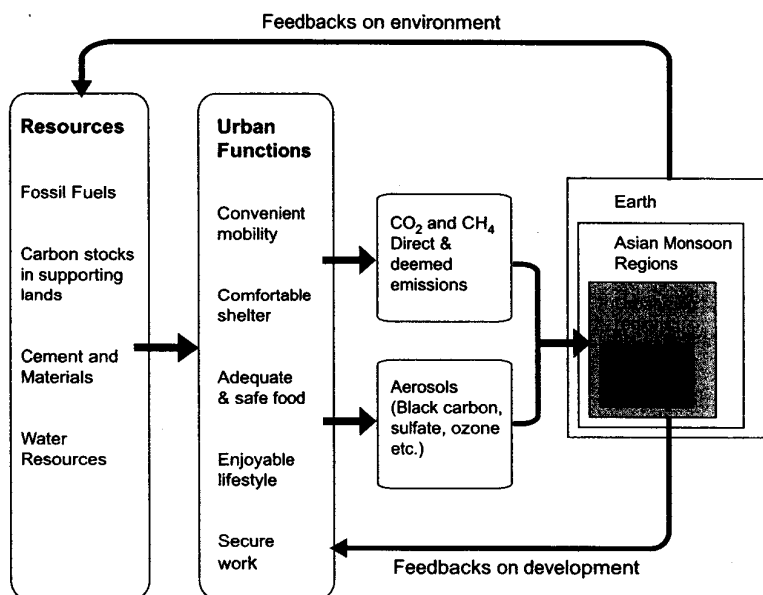 Feedbacks on environment
Resources
Fossil Fuels
Carbon stocks
in supporting
lands
Cement and
Materials
Water
Resources
Urban
Functions
Convenient
mobility
Comfortable
shelter
Adequate
& safe food
Enjoyable
lifestyle
Secure
work
CO₂ and CH₄
Direct &
deemed
emissions
Aerosols
(Black carbon,
sulfate, ozone
etc.)
Earth
Asian Monsoon
Regions
Feedbacks on development